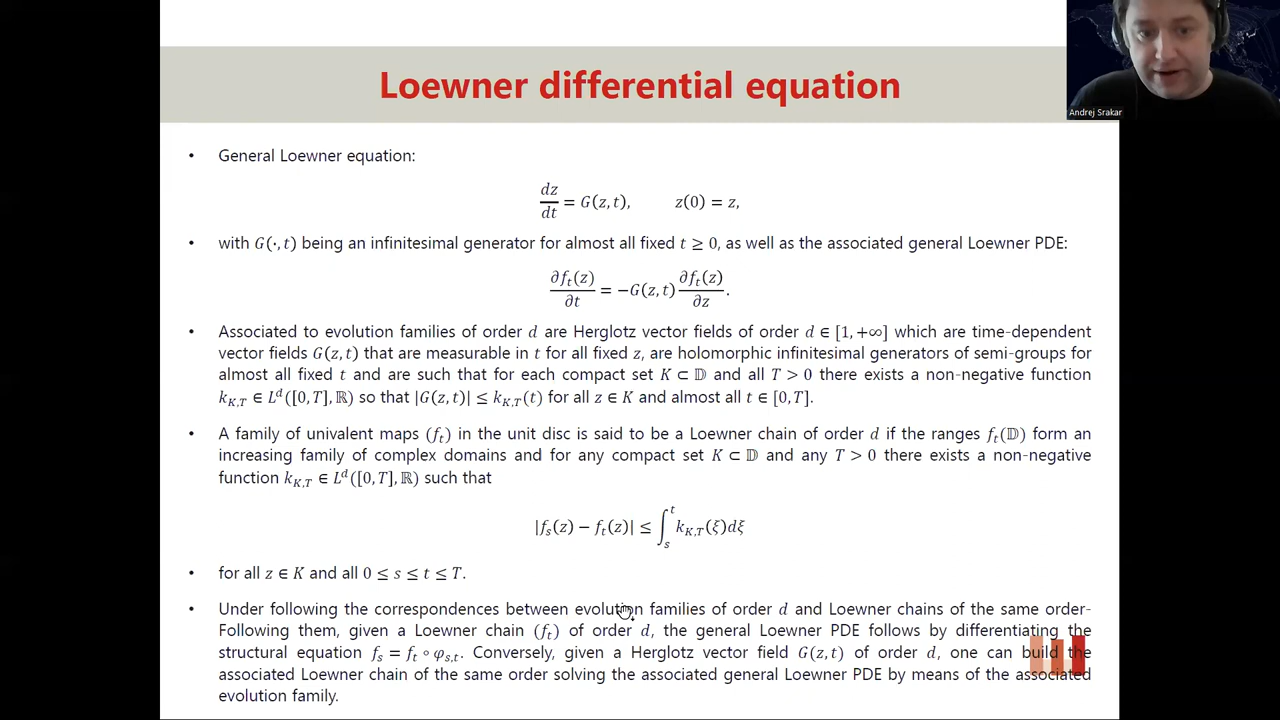 Loewner differential equation
Andrej Srakar
• General Loewner equation:
dz/dt = G(z, t), z(0) = z,
• with G(·, t) being an infinitesimal generator for almost all fixed t ≥ 0, as well as the associated general Loewner PDE:
∂f_t(z)/∂t = −G(z, t) ∂f_t(z)/∂z.
• Associated to evolution families of order d are Herglotz vector fields of order d ∈ [1, +∞] which are time-dependent
vector fields G(z, t) that are measurable in t for all fixed z, are holomorphic infinitesimal generators of semi-groups for
almost all fixed t and are such that for each compact set K ⊂ 𝔻 and all T > 0 there exists a non-negative function
k_{K,T} ∈ L^d([0, T], ℝ) so that |G(z, t)| ≤ k_{K,T}(t) for all z ∈ K and almost all t ∈ [0, T].
• A family of univalent maps (f_t) in the unit disc is said to be a Loewner chain of order d if the ranges f_t(𝔻) form an
increasing family of complex domains and for any compact set K ⊂ 𝔻 and any T > 0 there exists a non-negative
function k_{K,T} ∈ L^d([0, T], ℝ) such that
|f_s(z) − f_t(z)| ≤ ∫_s^t k_{K,T}(ξ)dξ
• for all z ∈ K and all 0 ≤ s ≤ t ≤ T.
• Under following the correspondences between evolution families of order d and Loewner chains of the same order-
Following them, given a Loewner chain (f_t) of order d, the general Loewner PDE follows by differentiating the
structural equation f_s = f_t ∘ φ_{s,t}. Conversely, given a Herglotz vector field G(z, t) of order d, one can build the
associated Loewner chain of the same order solving the associated general Loewner PDE by means of the associated
evolution family.